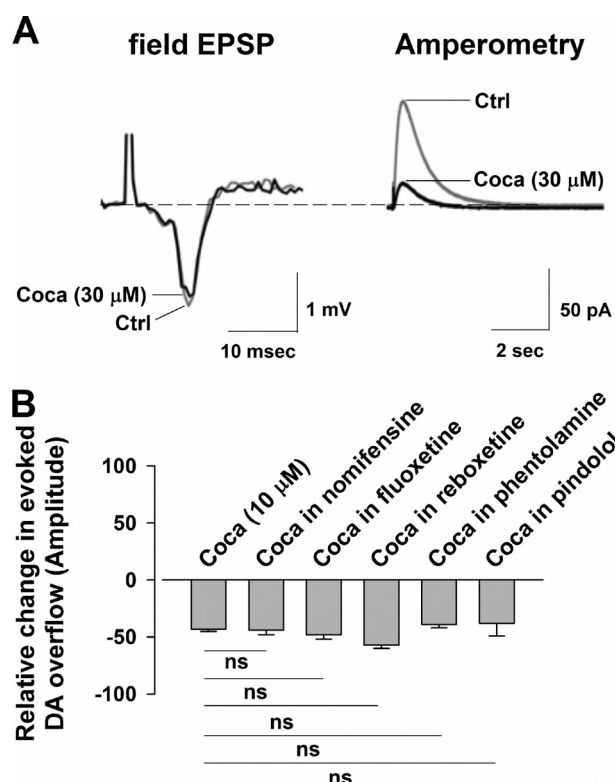 A
field EPSP
Amperometry
Ctrl
Coca (30 μM)
Coca (30 μM)
Ctrl
1 mV
10 msec
50 pA
2 sec
B
Relative change in evoked
DA overflow (Amplitude)
100
50
0
-50
-100
Coca (10 μM)
Coca in nomifensine
Coca in fluoxetine
Coca in reboxetine
Coca in phentolamine
Coca in pindolol
ns
ns
ns
ns
ns